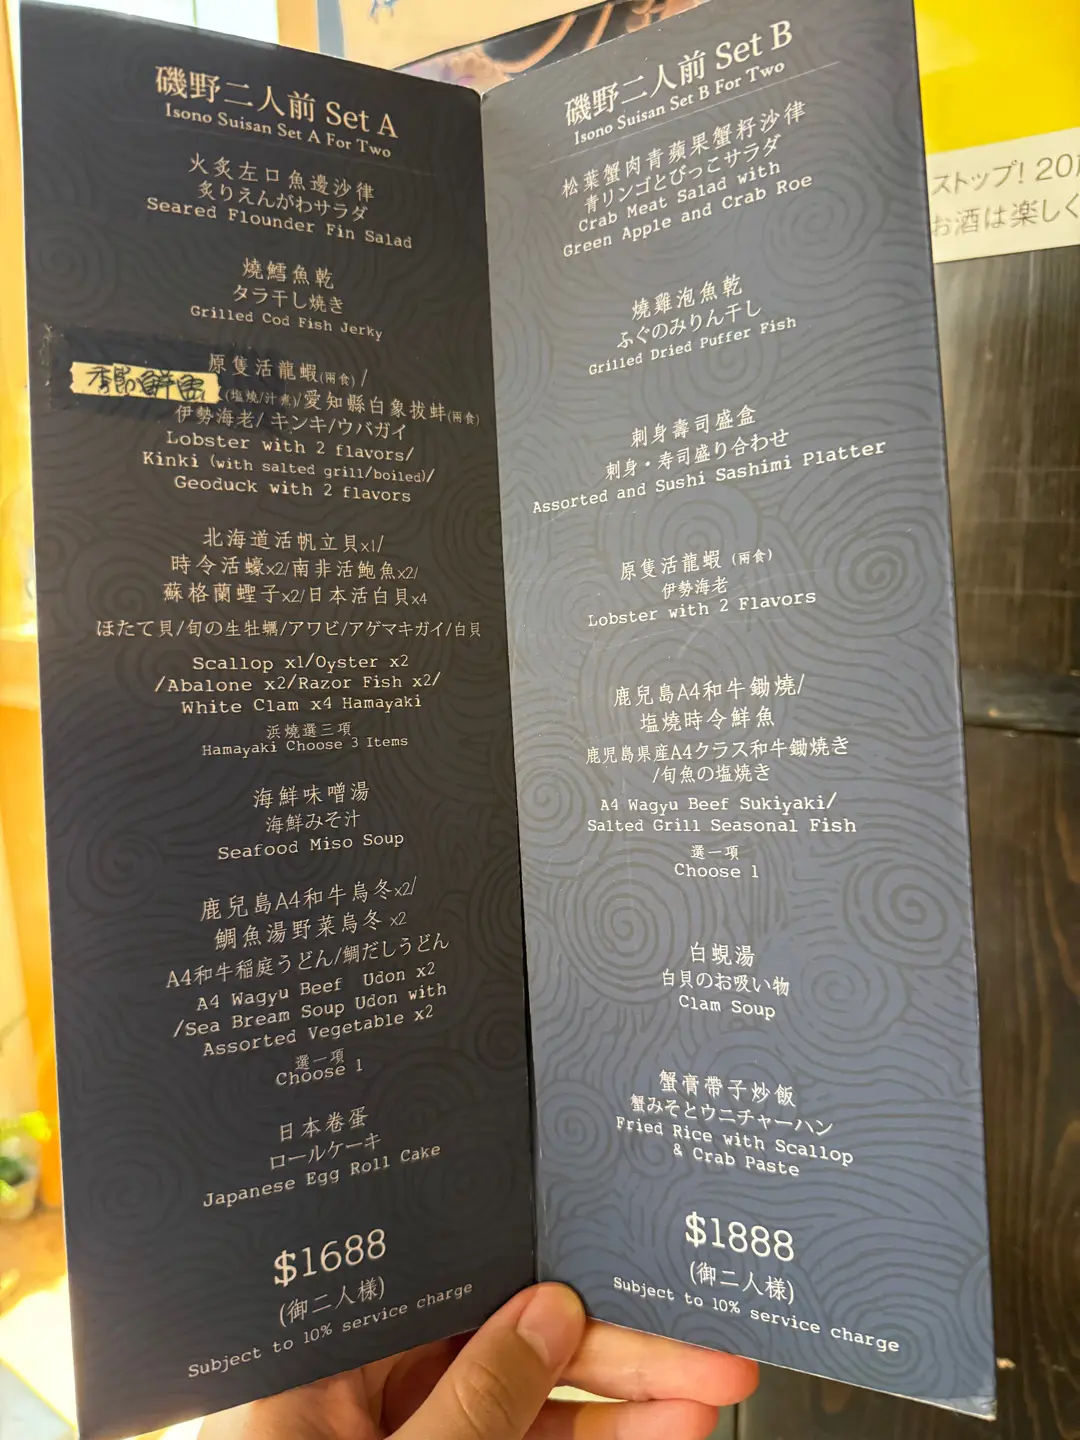 磯野二人前 Set A
Isono Suisan Set A For Two
火炙左口魚邊沙律
炙りえんがわサラダ
Seared Flounder Fin Salad
燒鱈魚乾
タラ干し焼き
Grilled Cod Fish Jerky
原隻活龍蝦(兩食)/
季節鮮魚(塩燒/汁煮)/愛知縣白象拔蚌(兩食)
伊勢海老/キンキ/ウバガイ
Lobster with 2 flavors/
Kinki (with salted grill/boiled)/
Geoduck with 2 flavors
北海道活帆立貝x1/
時令活蠔x2/南非活鮑魚x2/
蘇格蘭蟶子x2/日本活白貝x4
ほたて貝/旬の生牡蠣/アワビ/アゲマキガイ/白貝
Scallop x1/Oyster x2
/Abalone x2/Razor Fish x2/
White Clam x4 Hamayaki
浜燒選三項
Hamayaki Choose 3 Items
海鮮味噌湯
海鮮みそ汁
Seafood Miso Soup
鹿兒島A4和牛烏冬x2/
鯛魚湯野菜烏冬 x2
A4和牛稲庭うどん/鯛だしうどん
A4 Wagyu Beef Udon x2
/Sea Bream Soup Udon with
Assorted Vegetable x2
選一項
Choose 1
日本卷蛋
ロールケーキ
Japanese Egg Roll Cake
$1688
(御二人様)
Subject to 10% service charge
磯野二人前 Set B
Isono Suisan Set B For Two
松葉蟹肉青蘋果蟹籽沙律
青リンゴとびっこサラダ
Crab Meat Salad with
Green Apple and Crab Roe
燒雞泡魚乾
ふぐのみりん干し
Grilled Dried Puffer Fish
刺身壽司盛盒
刺身・寿司盛り合わせ
Assorted and Sushi Sashimi Platter
原隻活龍蝦 (兩食)
伊勢海老
Lobster with 2 Flavors
鹿兒島A4和牛鋤燒/
塩燒時令鮮魚
鹿児島県産A4クラス和牛鋤焼き
/旬魚の塩焼き
A4 Wagyu Beef Sukiyaki/
Salted Grill Seasonal Fish
選一項
Choose 1
白蜆湯
白貝のお吸い物
Clam Soup
蟹膏帶子炒飯
蟹みそとウニチャーハン
Fried Rice with Scallop
& Crab Paste
$1888
(御二人様)
Subject to 10% service charge
ストップ! 20
お酒は楽しく